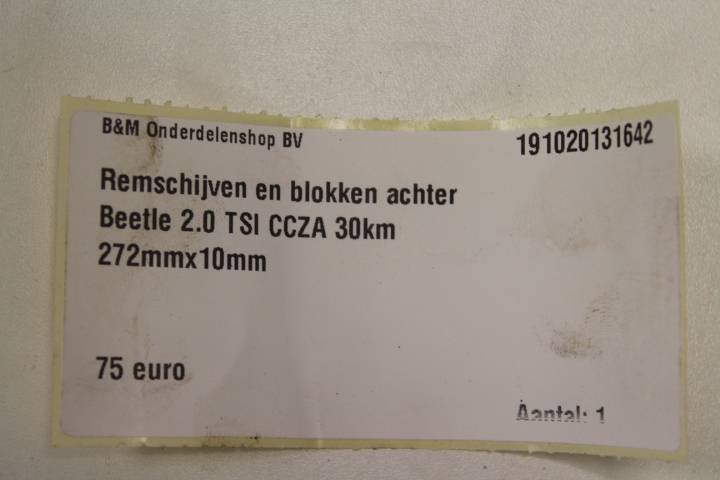 B&M Onderdelenshop BV
191020131642
Remschijven en blokken achter
Beetle 2.0 TSI CCZA 30km
272mmx10mm
75 euro
Aantal: 1